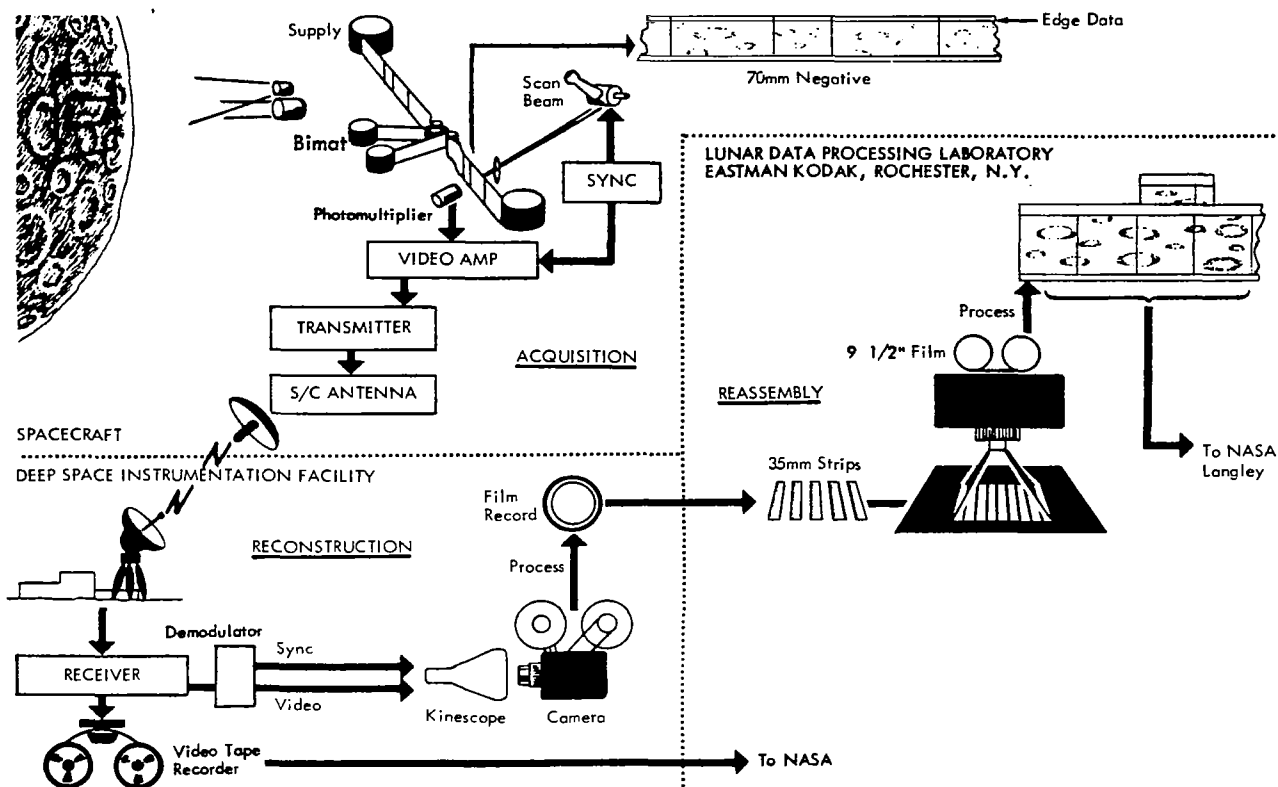 Supply
Edge Data
70mm Negative
Scan
Beam
Bimat
SYNC
Photomultiplier
VIDEO AMP
TRANSMITTER
ACQUISITION
S/C ANTENNA
SPACECRAFT
DEEP SPACE INSTRUMENTATION FACILITY
RECONSTRUCTION
Film
Record
Process
Demodulator
Sync
RECEIVER
Video
Kinescope
Camera
Video Tape
Recorder
To NASA
LUNAR DATA PROCESSING LABORATORY
EASTMAN KODAK, ROCHESTER, N.Y.
Process
9 1/2" Film
REASSEMBLY
35mm Strips
To NASA
Langley